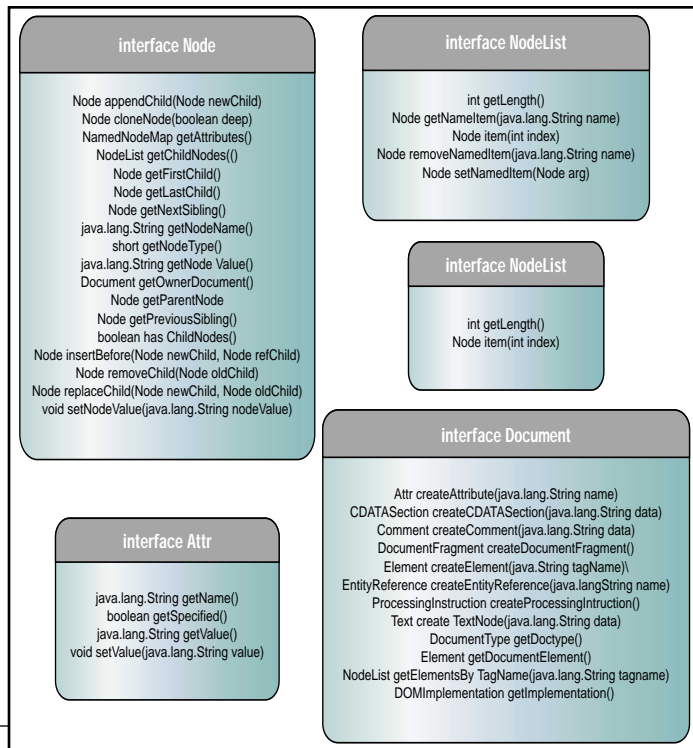 interface Node
Node appendChild(Node newChild)
Node cloneNode(boolean deep)
NamedNodeMap getAttributes()
NodeList getChildNodes(()
Node getFirstChild()
Node getLastChild()
Node getNextSibling()
java.lang.String getNodeName()
short getNodeType()
java.lang.String getNode Value()
Document getOwnerDocument()
Node getParentNode
Node getPreviousSibling()
boolean has ChildNodes()
Node insertBefore(Node newChild, Node refChild)
Node removeChild(Node oldChild)
Node replaceChild(Node newChild, Node oldChild)
void setNodeValue(java.lang.String nodeValue)
interface NodeList
int getLength()
Node getNameItem(java.lang.String name)
Node item(int index)
Node removeNamedItem(java.lang.String name)
Node setNamedItem(Node arg)
interface NodeList
int getLength()
Node item(int index)
interface Document
Attr createAttribute(java.lang.String name)
CDATASection createCDATASection(java.lang.String data)
Comment createComment(java.lang.String data)
DocumentFragment createDocumentFragment()
Element createElement(java.String tagName)\
EntityReference createEntityReference(java.langString name)
ProcessingInstruction createProcessingIntruction()
Text create TextNode(java.lang.String data)
DocumentType getDoctype()
Element getDocumentElement()
NodeList getElementsBy TagName(java.lang.String tagname)
DOMImplementation getImplementation()
interface Attr
java.lang.String getName()
boolean getSpecified()
java.lang.String getValue()
void setValue(java.lang.String value)